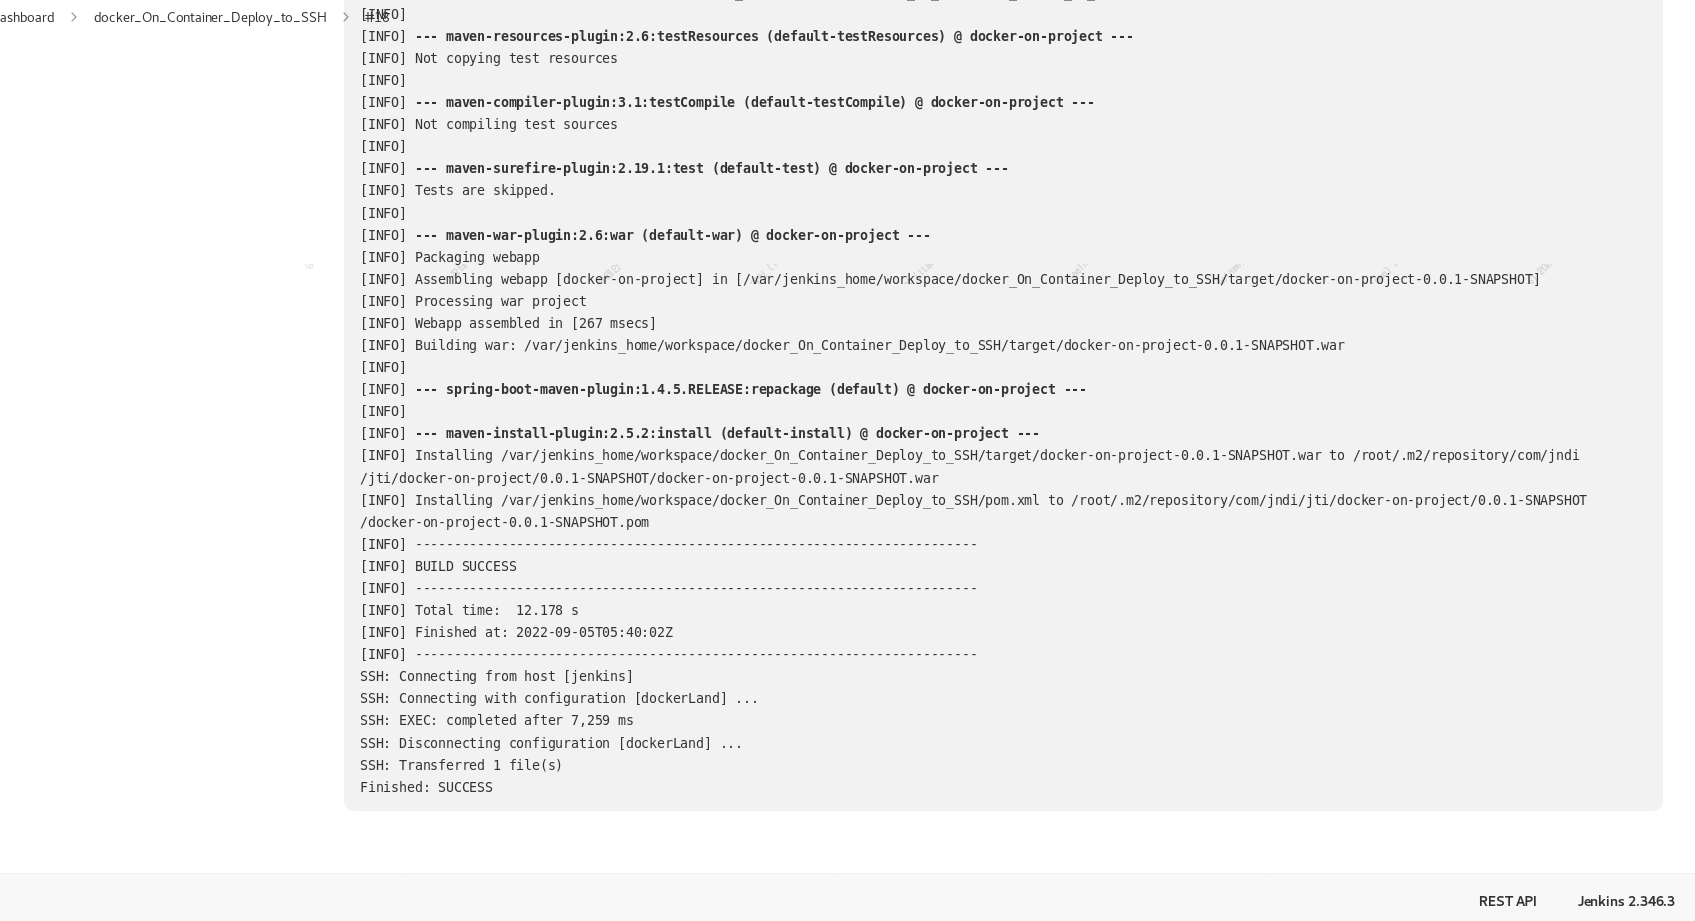 ashboard > docker_On_Container_Deploy_to_SSH > #18
[INFO]
[INFO] --- maven-resources-plugin:2.6:testResources (default-testResources) @ docker-on-project ---
[INFO] Not copying test resources
[INFO]
[INFO] --- maven-compiler-plugin:3.1:testCompile (default-testCompile) @ docker-on-project ---
[INFO] Not compiling test sources
[INFO]
[INFO] --- maven-surefire-plugin:2.19.1:test (default-test) @ docker-on-project ---
[INFO] Tests are skipped.
[INFO]
[INFO] --- maven-war-plugin:2.6:war (default-war) @ docker-on-project ---
[INFO] Packaging webapp
[INFO] Assembling webapp [docker-on-project] in [/var/jenkins_home/workspace/docker_On_Container_Deploy_to_SSH/target/docker-on-project-0.0.1-SNAPSHOT]
[INFO] Processing war project
[INFO] Webapp assembled in [267 msecs]
[INFO] Building war: /var/jenkins_home/workspace/docker_On_Container_Deploy_to_SSH/target/docker-on-project-0.0.1-SNAPSHOT.war
[INFO]
[INFO] --- spring-boot-maven-plugin:1.4.5.RELEASE:repackage (default) @ docker-on-project ---
[INFO]
[INFO] --- maven-install-plugin:2.5.2:install (default-install) @ docker-on-project ---
[INFO] Installing /var/jenkins_home/workspace/docker_On_Container_Deploy_to_SSH/target/docker-on-project-0.0.1-SNAPSHOT.war to /root/.m2/repository/com/jndi
/jti/docker-on-project/0.0.1-SNAPSHOT/docker-on-project-0.0.1-SNAPSHOT.war
[INFO] Installing /var/jenkins_home/workspace/docker_On_Container_Deploy_to_SSH/pom.xml to /root/.m2/repository/com/jndi/jti/docker-on-project/0.0.1-SNAPSHOT
/docker-on-project-0.0.1-SNAPSHOT.pom
[INFO] ------------------------------------------------------------------------
[INFO] BUILD SUCCESS
[INFO] ------------------------------------------------------------------------
[INFO] Total time:  12.178 s
[INFO] Finished at: 2022-09-05T05:40:02Z
[INFO] ------------------------------------------------------------------------
SSH: Connecting from host [jenkins]
SSH: Connecting with configuration [dockerLand] ...
SSH: EXEC: completed after 7,259 ms
SSH: Disconnecting configuration [dockerLand] ...
SSH: Transferred 1 file(s)
Finished: SUCCESS
REST API
Jenkins 2.346.3